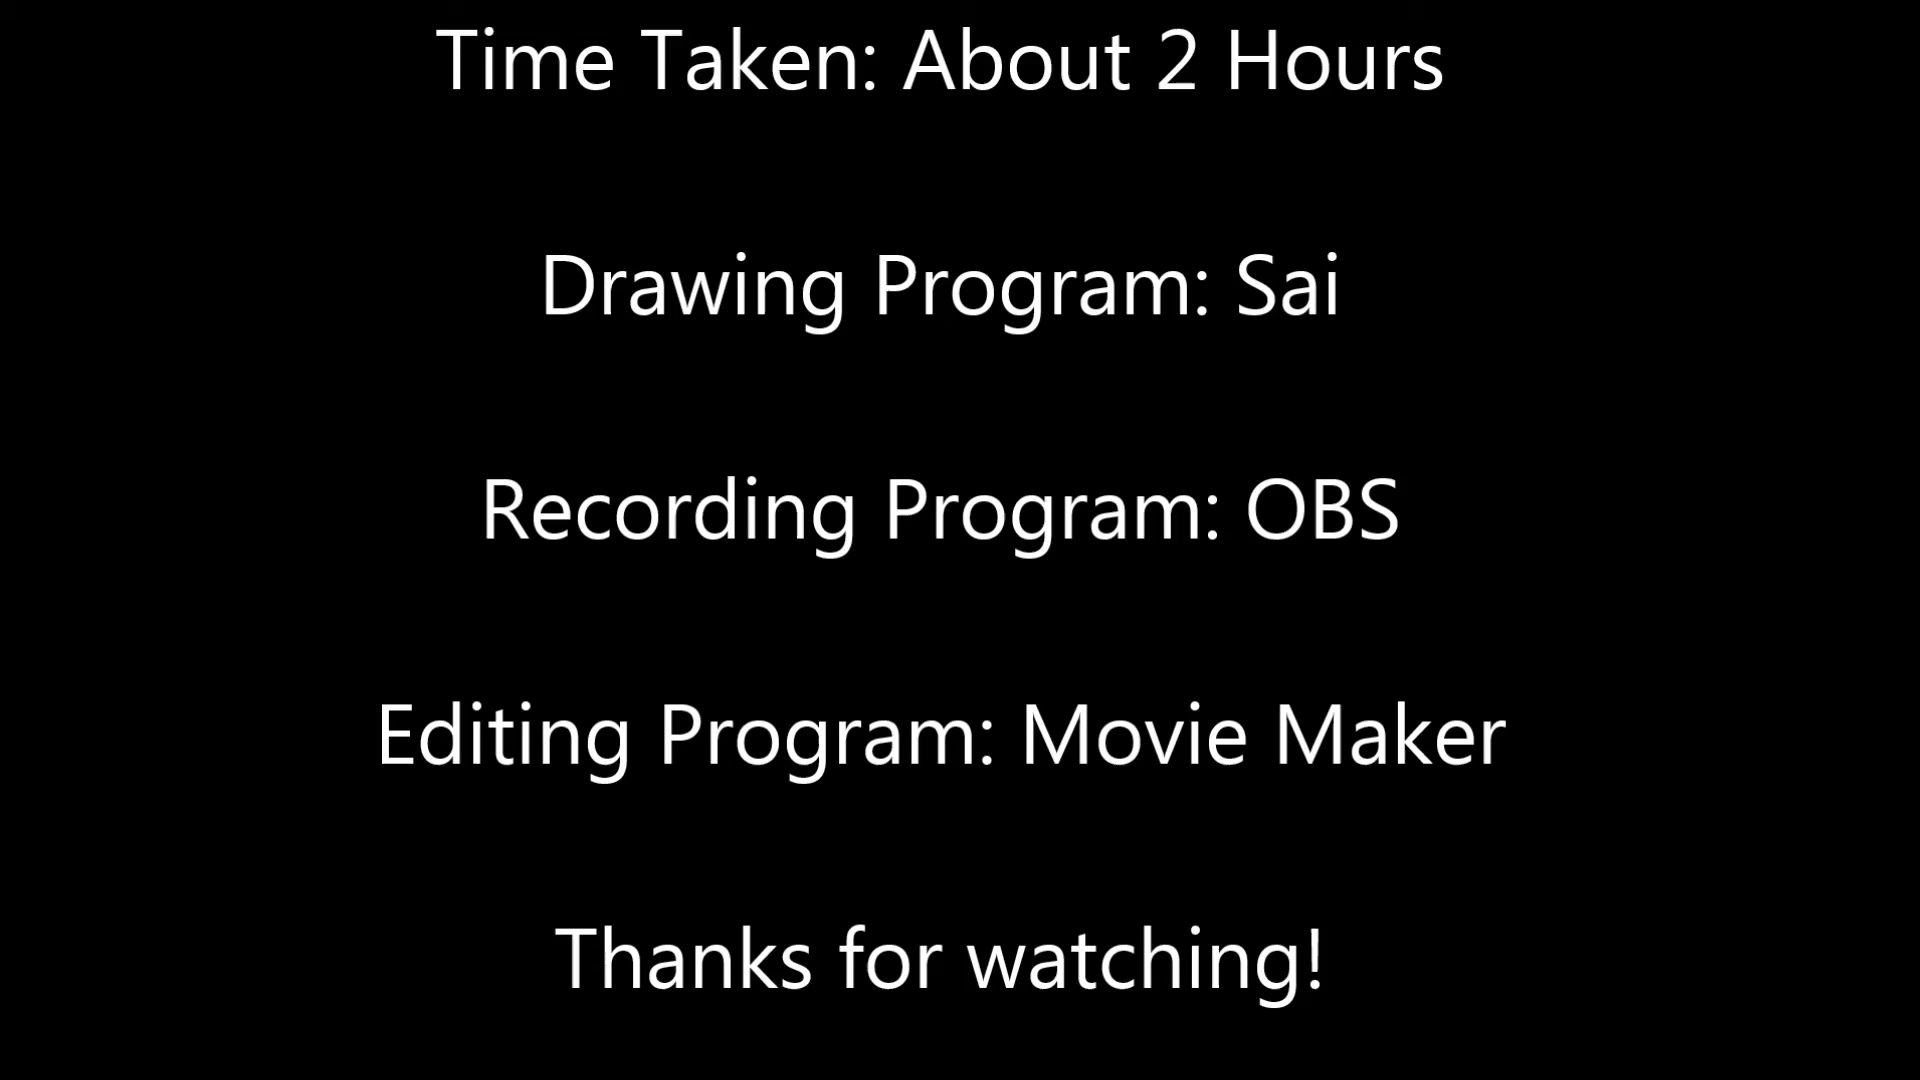 Time Taken: About 2 Hours
Drawing Program: Sai
Recording Program: OBS
Editing Program: Movie Maker
Thanks for watching!